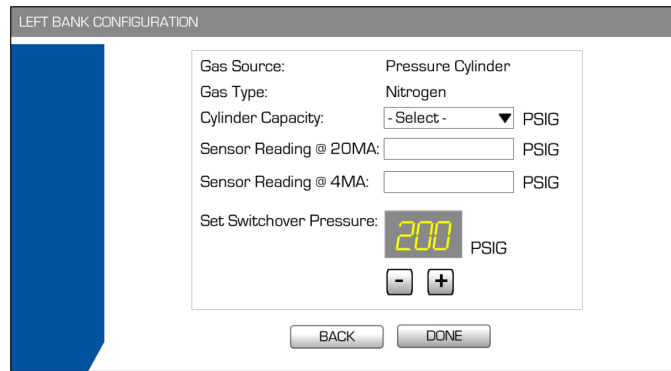 LEFT BANK CONFIGURATION
Gas Source: Pressure Cylinder
Gas Type: Nitrogen
Cylinder Capacity: - Select - ▼ PSIG
Sensor Reading @ 20MA: PSIG
Sensor Reading @ 4MA: PSIG
Set Switchover Pressure: 200 PSIG
- +
BACK DONE